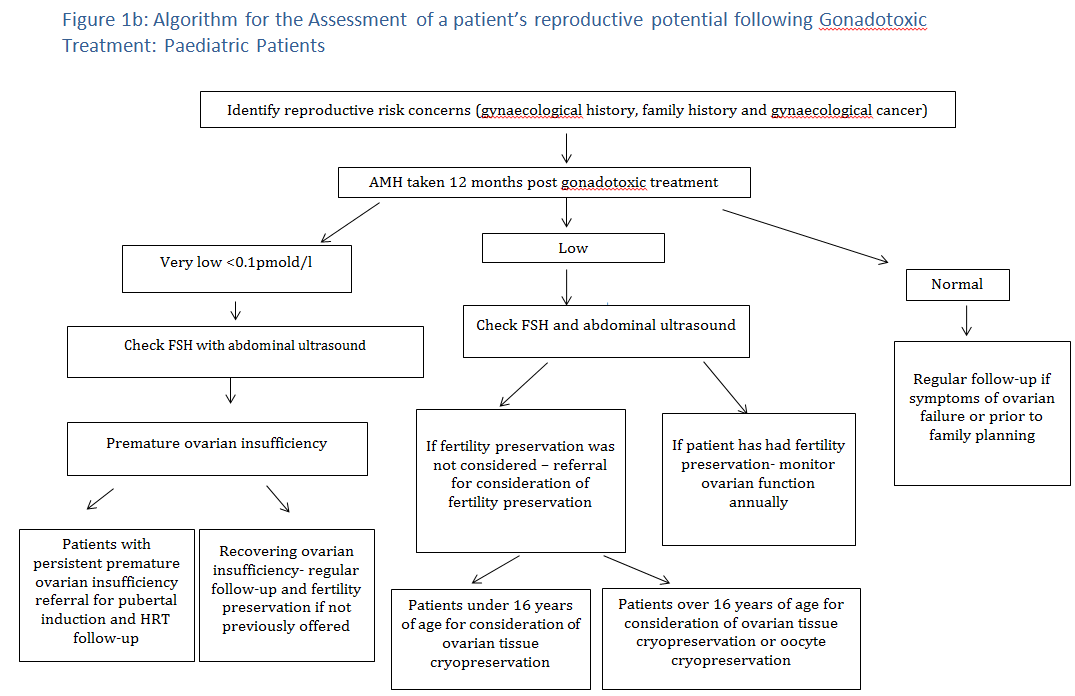 Figure 1b: Algorithm for the Assessment of a patient's reproductive potential following Gonadotoxic
Treatment: Paediatric Patients
Identify reproductive risk concerns (gynaecological history, family history and gynaecological cancer)
AMH taken 12 months post gonadotoxic treatment
Very low <0.1pmold/l
Low
Normal
Check FSH with abdominal ultrasound
Check FSH and abdominal ultrasound
Regular follow-up if
symptoms of ovarian
failure or prior to
family planning
Premature ovarian insufficiency
If fertility preservation was
not considered – referral
for consideration of
fertility preservation
If patient has had fertility
preservation- monitor
ovarian function
annually
Patients with
persistent premature
ovarian insufficiency
referral for pubertal
induction and HRT
follow-up
Recovering ovarian
insufficiency- regular
follow-up and fertility
preservation if not
previously offered
Patients under 16 years
of age for consideration of
ovarian tissue
cryopreservation
Patients over 16 years of age for
consideration of ovarian tissue
cryopreservation or oocyte
cryopreservation